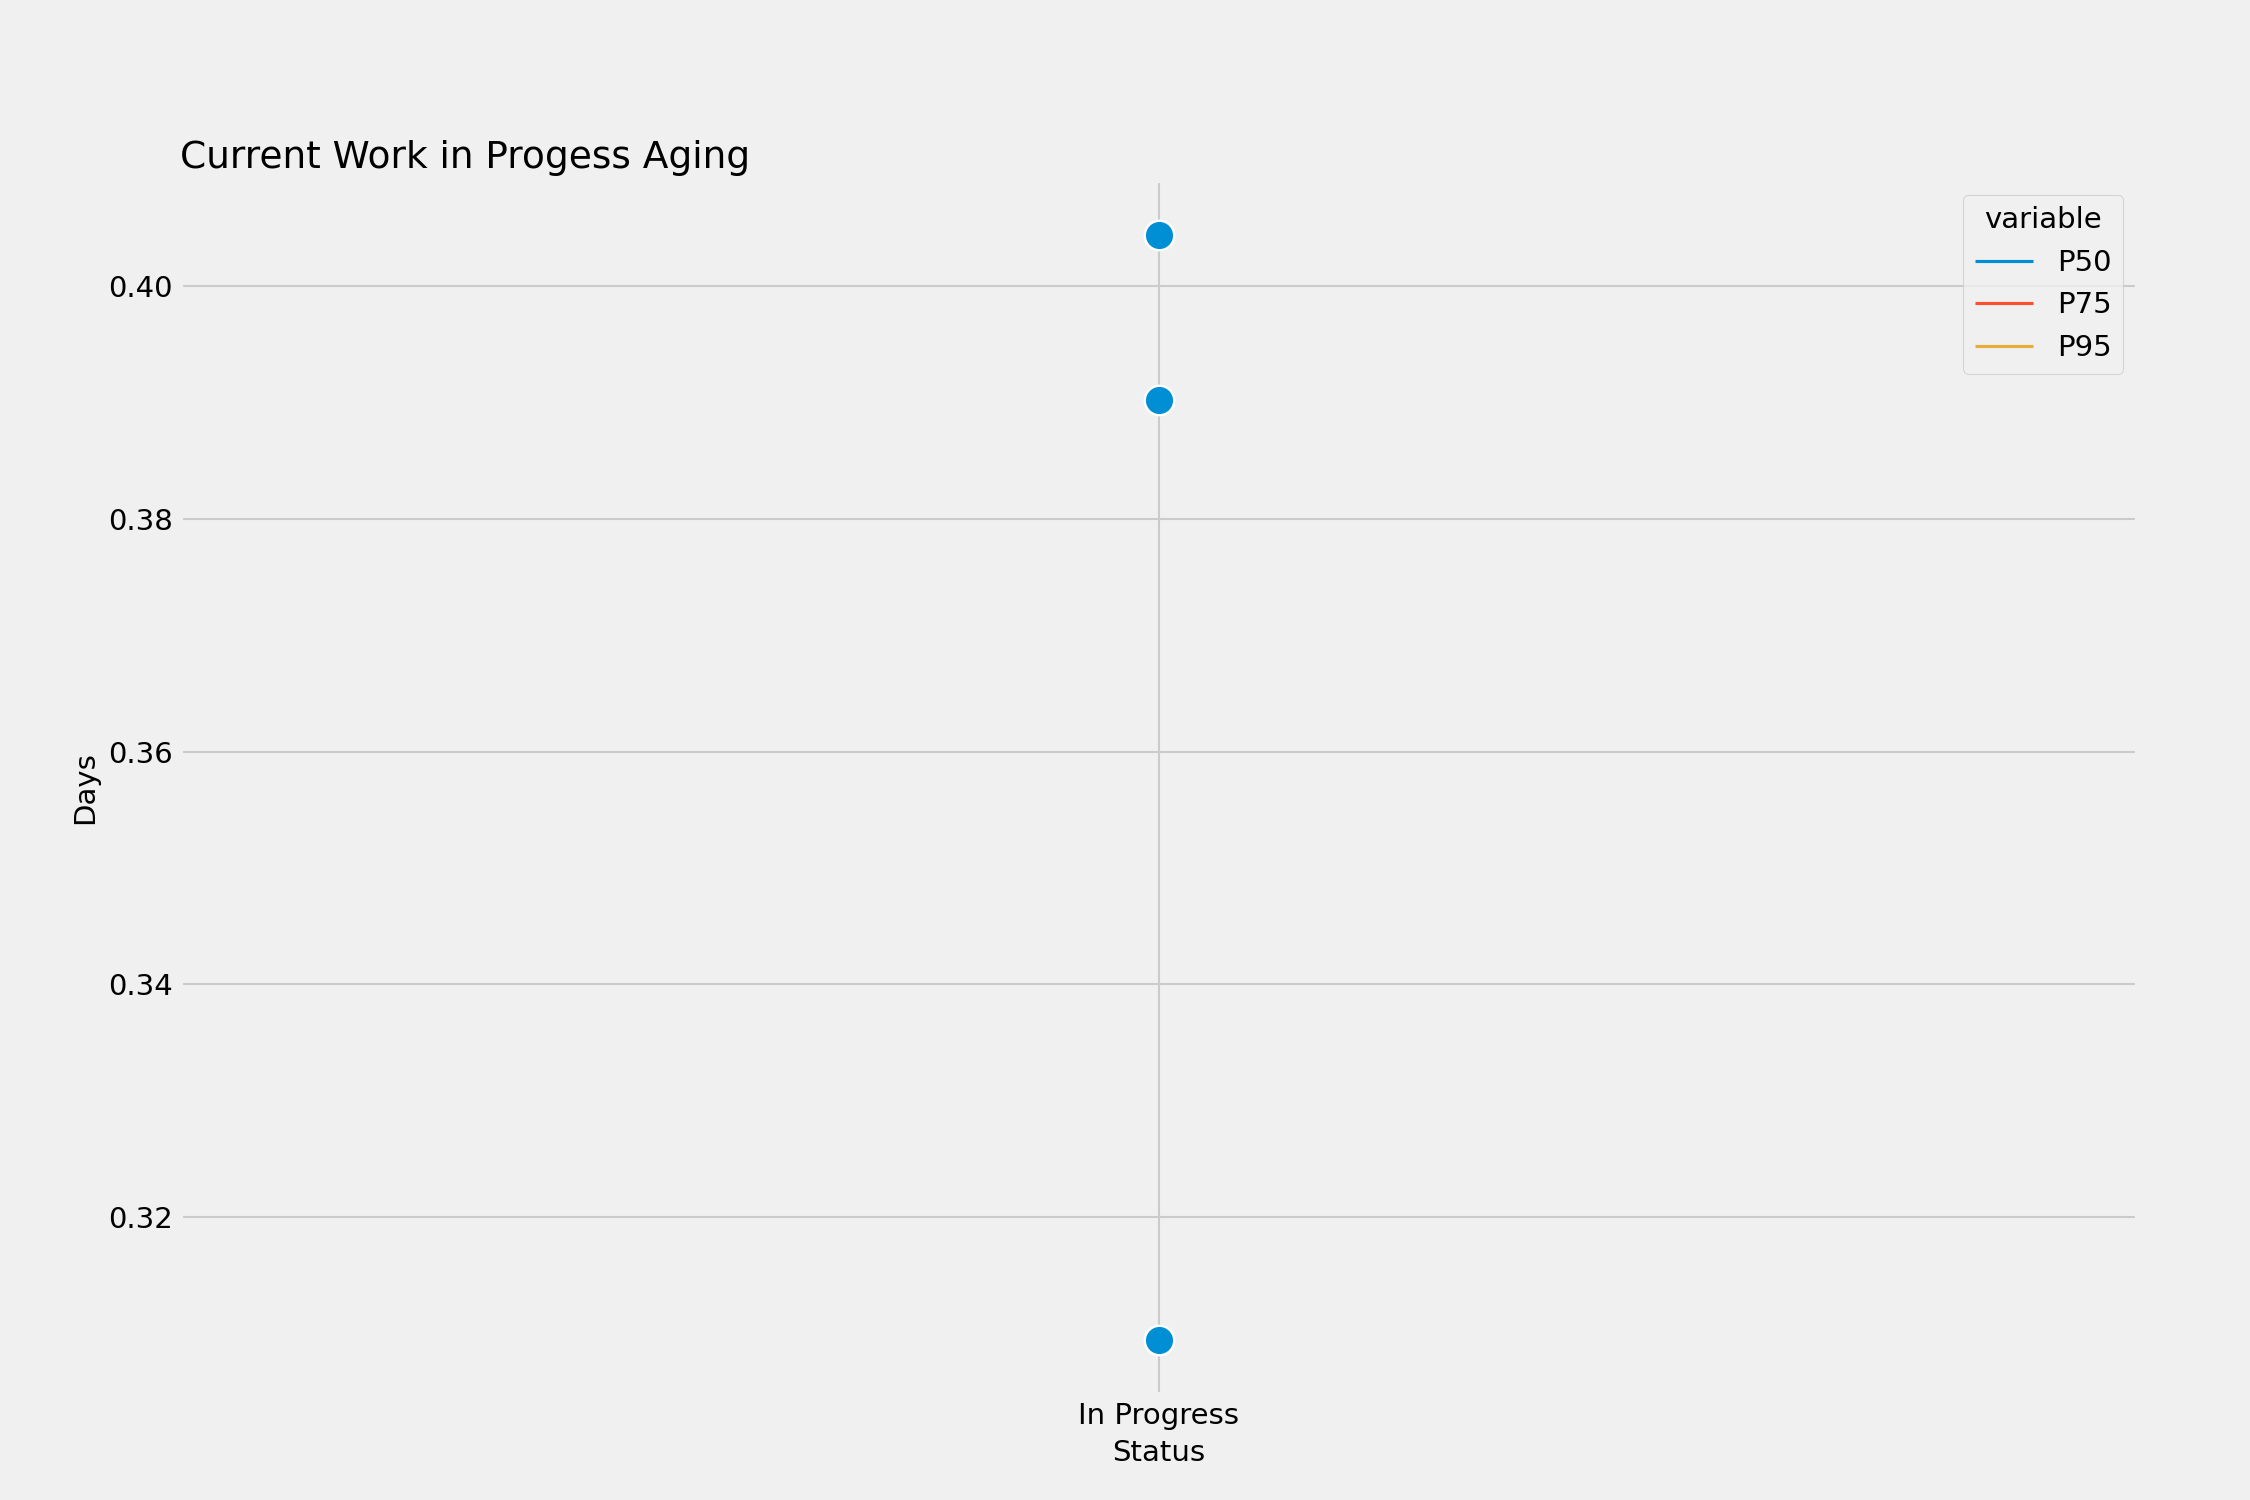 Current Work in Progess Aging
variable
P50
P75
P95
0.40
0.38
0.36
0.34
0.32
Days
In Progress
Status